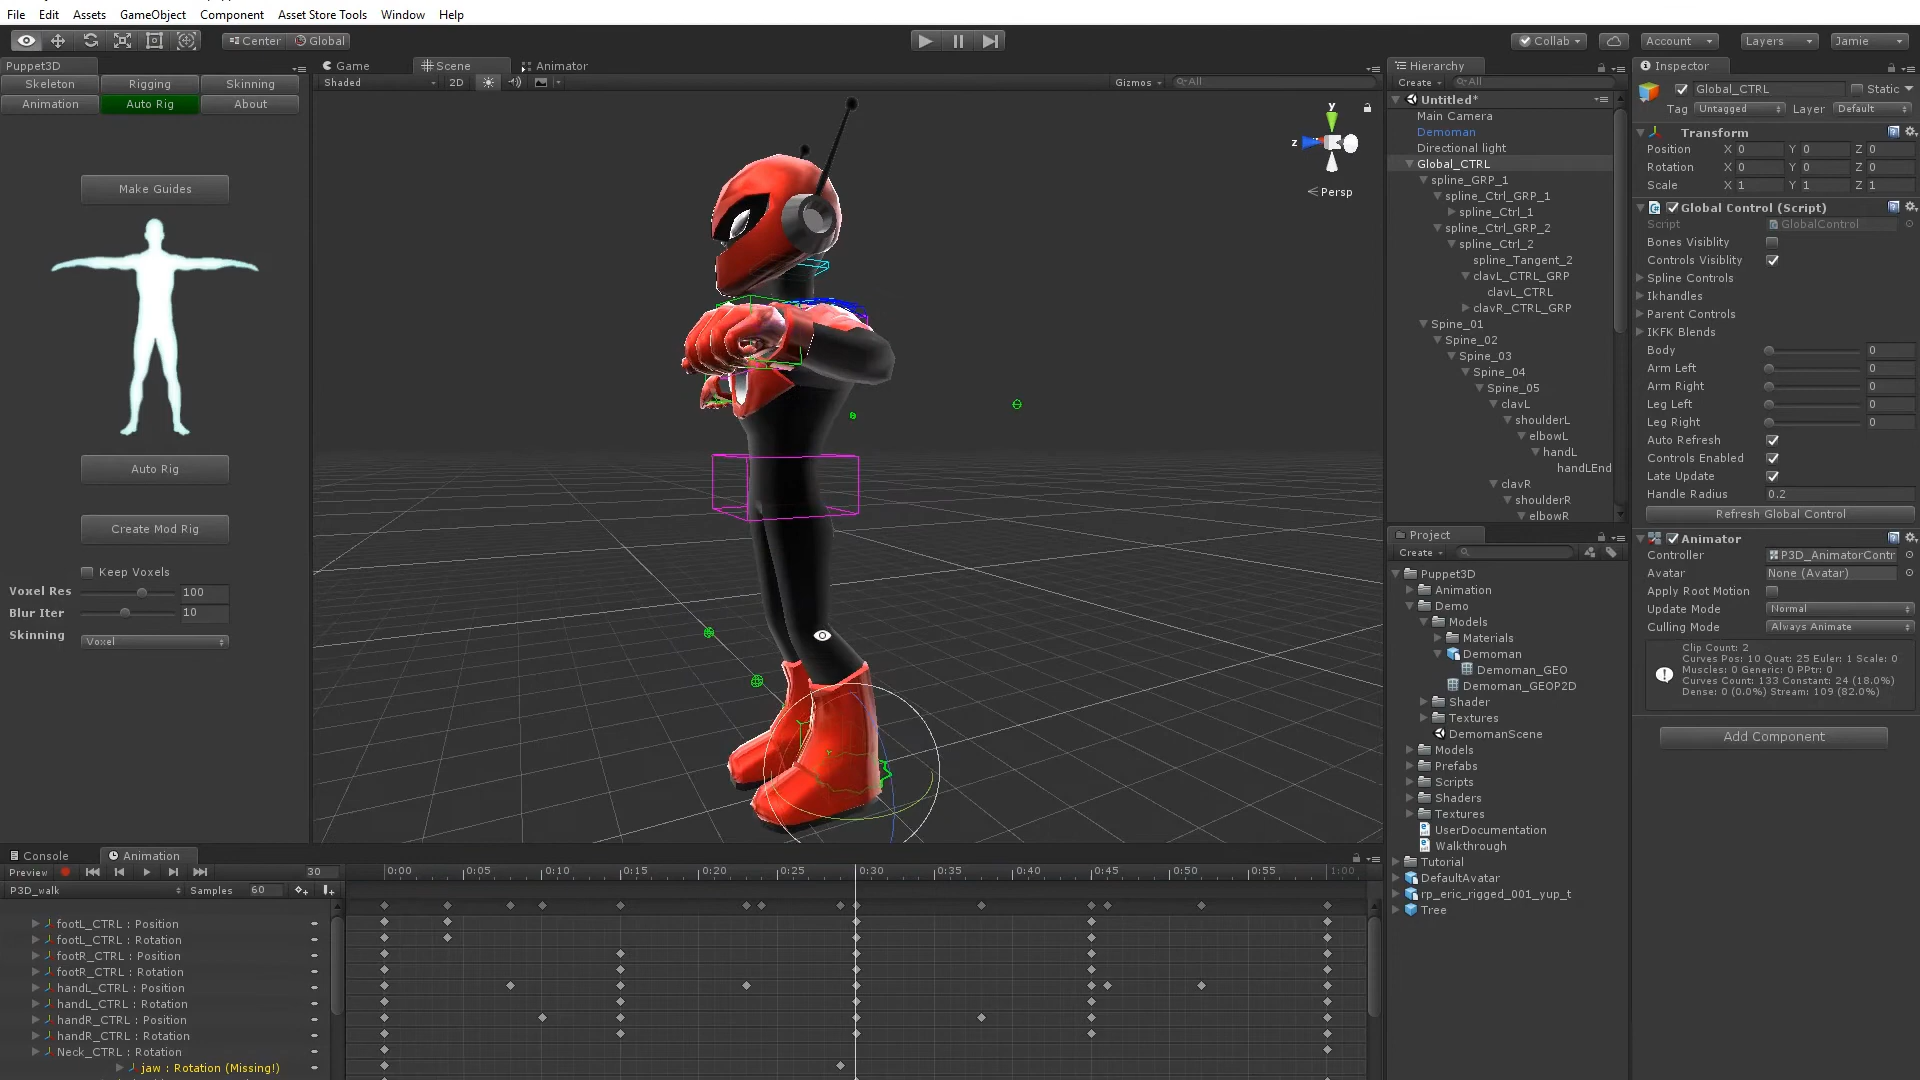 File Edit Assets GameObject Component Asset Store Tools Window Help
Center Global
Collab Account Layers Jamie
Puppet3D
Skeleton Rigging Skinning
Animation Auto Rig About
Make Guides
Auto Rig
Create Mod Rig
Keep Voxels
Voxel Res 100
Blur Iter 10
Skinning Voxel
Game Scene Animator
Shaded 2D Gizmos All
y
z
Persp
Hierarchy
Create All
Untitled*
Main Camera
Demoman
Directional light
Global_CTRL
spline_GRP_1
spline_Ctrl_GRP_1
spline_Ctrl_1
spline_Ctrl_GRP_2
spline_Ctrl_2
spline_Tangent_2
clavL_CTRL_GRP
clavL_CTRL
clavR_CTRL_GRP
Spine_01
Spine_02
Spine_03
Spine_04
Spine_05
clavL
shoulderL
elbowL
handL
handLEnd
clavR
shoulderR
elbowR
Project
Create
Puppet3D
Animation
Demo
Models
Materials
Demoman
Demoman_GEO
Demoman_GEOP2D
Shader
Textures
DemomanScene
Models
Prefabs
Scripts
Shaders
Textures
UserDocumentation
Walkthrough
Tutorial
DefaultAvatar
rp_eric_rigged_001_yup_t
Tree
Inspector
Global_CTRL Static
Tag Untagged Layer Default
Transform
Position X 0 Y 0 Z 0
Rotation X 0 Y 0 Z 0
Scale X 1 Y 1 Z 1
Global Control (Script)
Script GlobalControl
Bones Visiblity
Controls Visiblity
Spline Controls
Ikhandles
Parent Controls
IKFK Blends
Body 0
Arm Left 0
Arm Right 0
Leg Left 0
Leg Right 0
Auto Refresh
Controls Enabled
Late Update
Handle Radius 0.2
Refresh Global Control
Animator
Controller P3D_AnimatorContr
Avatar None (Avatar)
Apply Root Motion
Update Mode Normal
Culling Mode Always Animate
Clip Count: 2
Curves Pos: 10 Quat: 25 Euler: 1 Scale: 0
Muscles: 0 Generic: 0 PPtr: 0
Curves Count: 133 Constant: 24 (18.0%)
Dense: 0 (0.0%) Stream: 109 (82.0%)
Add Component
Console Animation
Preview 30 0:00 0:05 0:10 0:15 0:20 0:25 0:30 0:35 0:40 0:45 0:50 0:55 1:00
P3D_walk Samples 60
footL_CTRL : Position
footL_CTRL : Rotation
footR_CTRL : Position
footR_CTRL : Rotation
handL_CTRL : Position
handL_CTRL : Rotation
handR_CTRL : Position
handR_CTRL : Rotation
Neck_CTRL : Rotation
jaw : Rotation (Missing!)